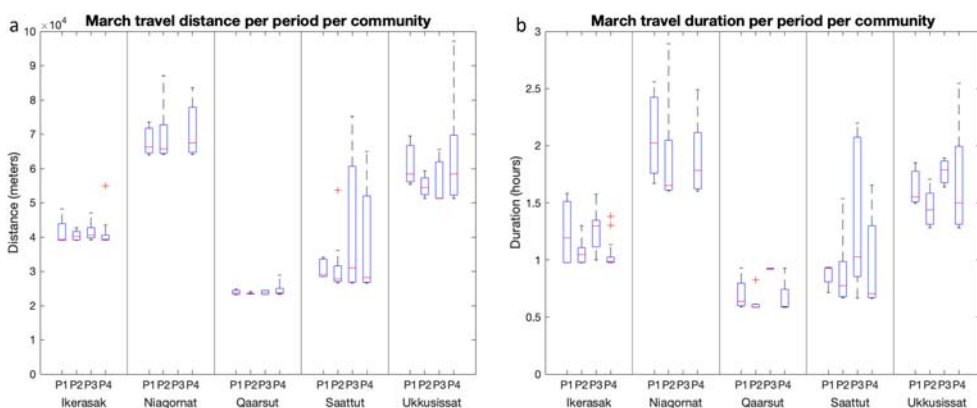 a
March travel distance per period per community
10 ×10⁴
9
8
7
6
5
4
3
2
1
0
Distance (meters)
P1 P2 P3 P4 P1 P2 P3 P4 P1 P2 P3 P4 P1 P2 P3 P4 P1 P2 P3 P4
Ikerasak Niaqornat Qaarsut Saattut Ukkusissat
b
March travel duration per period per community
3
2.5
2
1.5
1
0.5
0
Duration (hours)
P1 P2 P3 P4 P1 P2 P3 P4 P1 P2 P3 P4 P1 P2 P3 P4 P1 P2 P3 P4
Ikerasak Niaqornat Qaarsut Saattut Ukkusissat